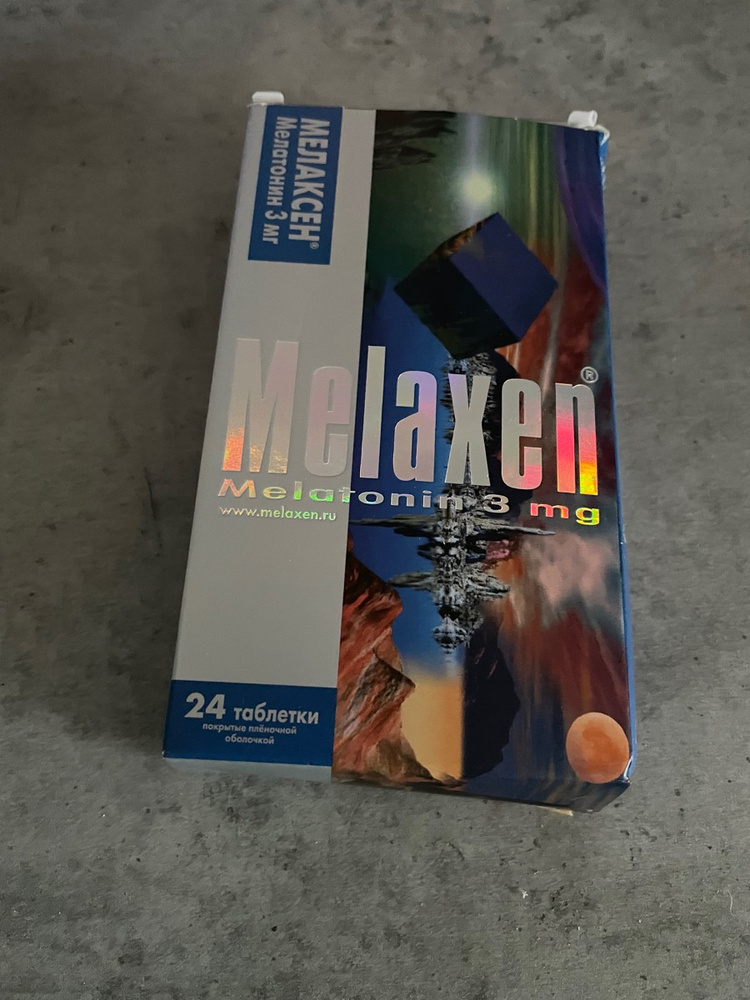 МЕЛАКСЕН®
Мелатонин 3 мг
Melaxen®
Melatonin 3 mg
www.melaxen.ru
24 таблетки
покрытые плёночной
оболочкой